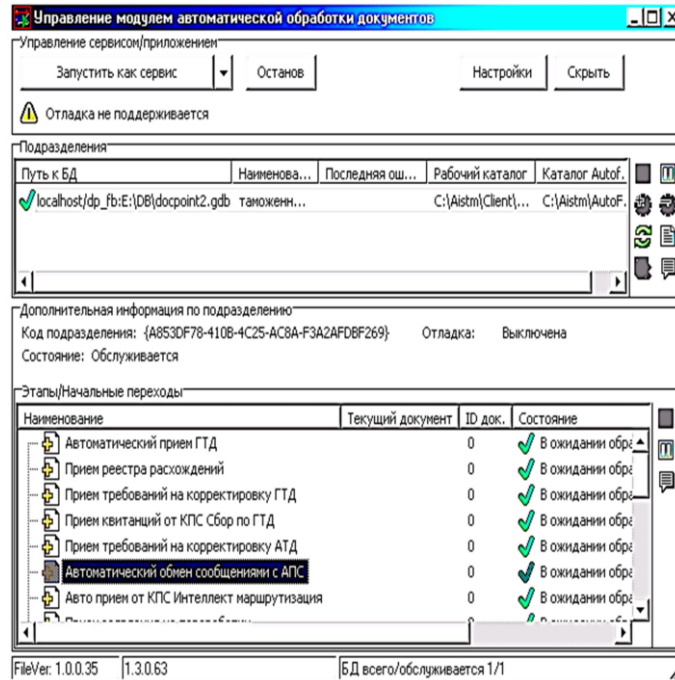 Управление модулем автоматической обработки документов
Управление сервисом/приложением
Запустить как сервис Останов Настройки Скрыть
Отладка не поддерживается
Подразделения
Путь к БД Наименова... Последняя ош... Рабочий каталог Каталог Autof.
localhost/dp_fb:E:\DB\docpoint2.gdb таможенн... C:\Aistm\Client\... C:\Aistm\AutoF.
Дополнительная информация по подразделению
Код подразделения: {A853DF78-410B-4C25-AC8A-F3A2AFDBF269} Отладка: Выключена
Состояние: Обслуживается
Этапы/Начальные переходы
Наименование Текущий документ ID док. Состояние
Автоматический прием ГТД 0 В ожидании обра
Прием реестра расхождений 0 В ожидании обра
Прием требований на корректировку ГТД 0 В ожидании обра
Прием квитанций от КПС Сбор по ГТД 0 В ожидании обра
Прием требований на корректировку АТД 0 В ожидании обра
Автоматический обмен сообщениями с АПС 0 В ожидании обра
Авто прием от КПС Интеллект маршрутизация 0 В ожидании обра
FileVer: 1.0.0.35 1.3.0.63 БД всего/обслуживается 1/1